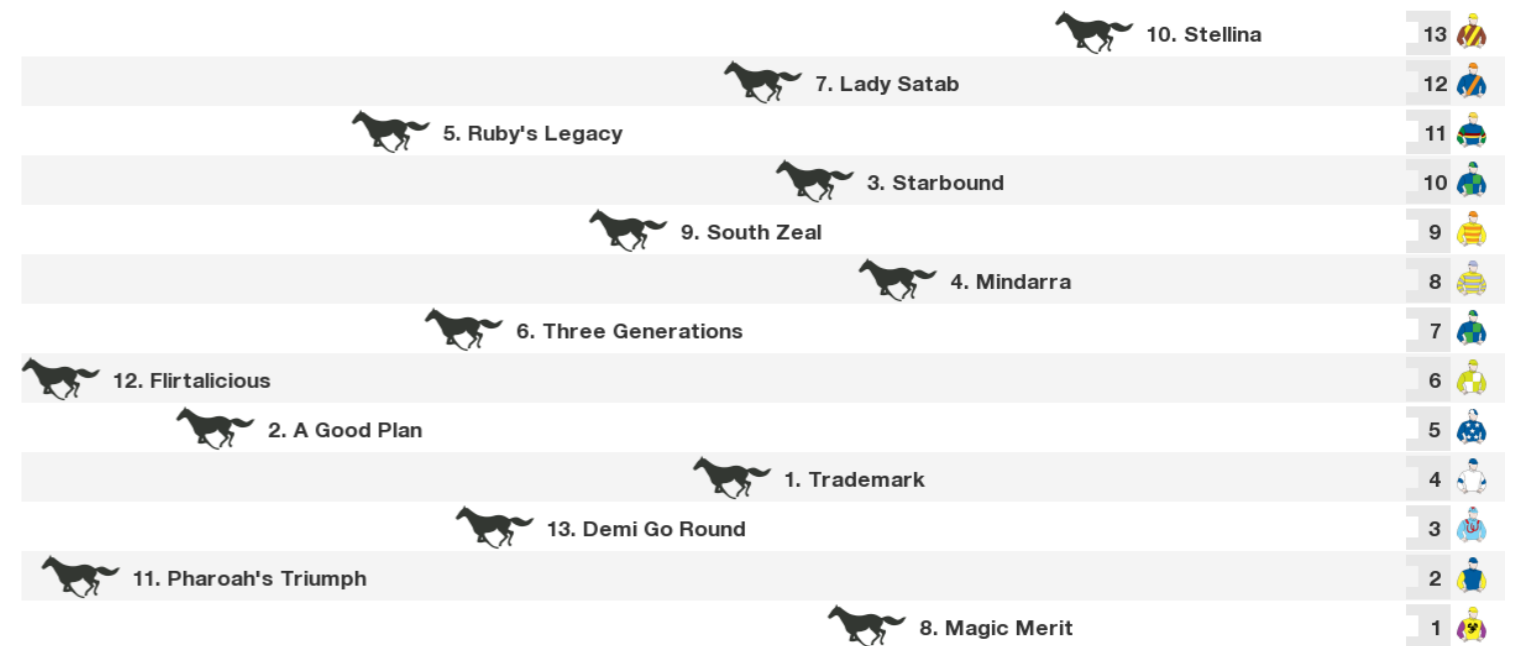 10. Stellina 13
7. Lady Satab 12
5. Ruby's Legacy 11
3. Starbound 10
9. South Zeal 9
4. Mindarra 8
6. Three Generations 7
12. Flirtalicious 6
2. A Good Plan 5
1. Trademark 4
13. Demi Go Round 3
11. Pharoah's Triumph 2
8. Magic Merit 1